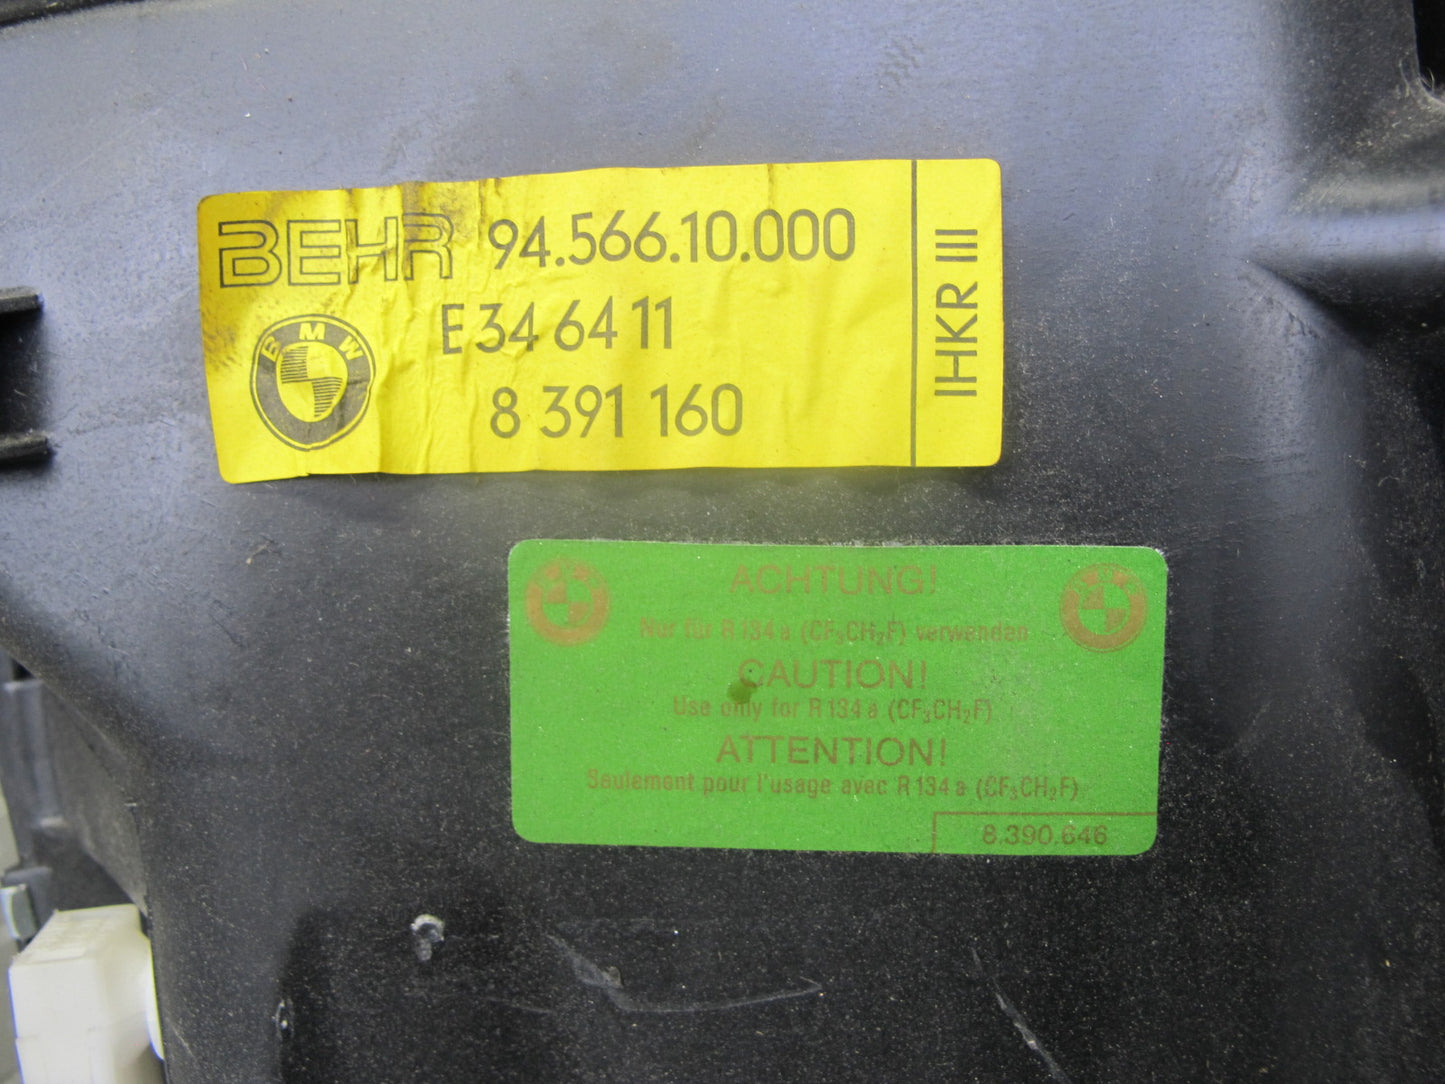 BEHR 94.566.10.000
E34 64 11
BMW
8 391 160
IHKR III
ACHTUNG!
Nur für R 134 a (CF₃CH₂F) verwenden
CAUTION!
Use only for R 134 a (CF₃CH₂F)
ATTENTION!
Seulement pour l'usage avec R 134 a (CF₃CH₂F)
8.390.646